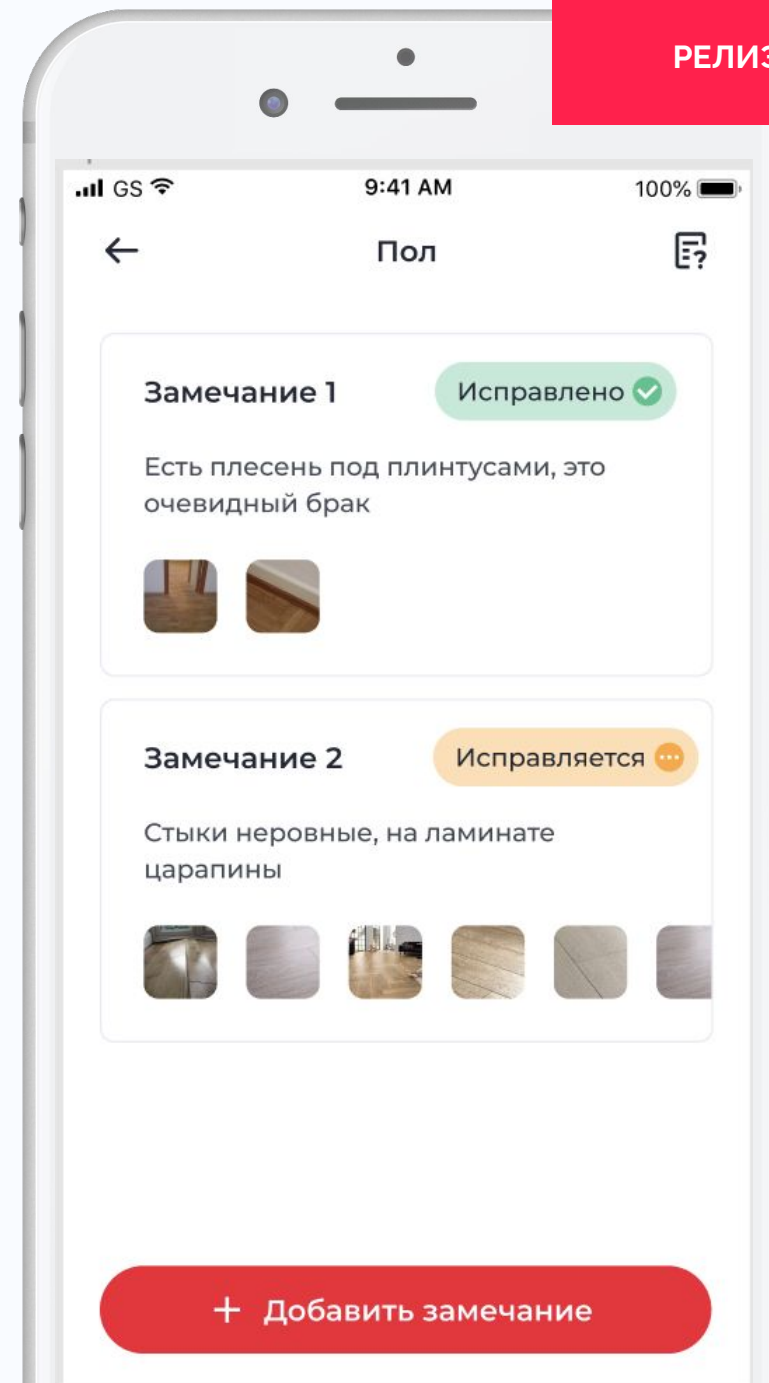 РЕЛИЗ
GS 9:41 AM 100%
Пол
Замечание 1 Исправлено
Есть плесень под плинтусами, это
очевидный брак
Замечание 2 Исправляется
Стыки неровные, на ламинате
царапины
+ Добавить замечание